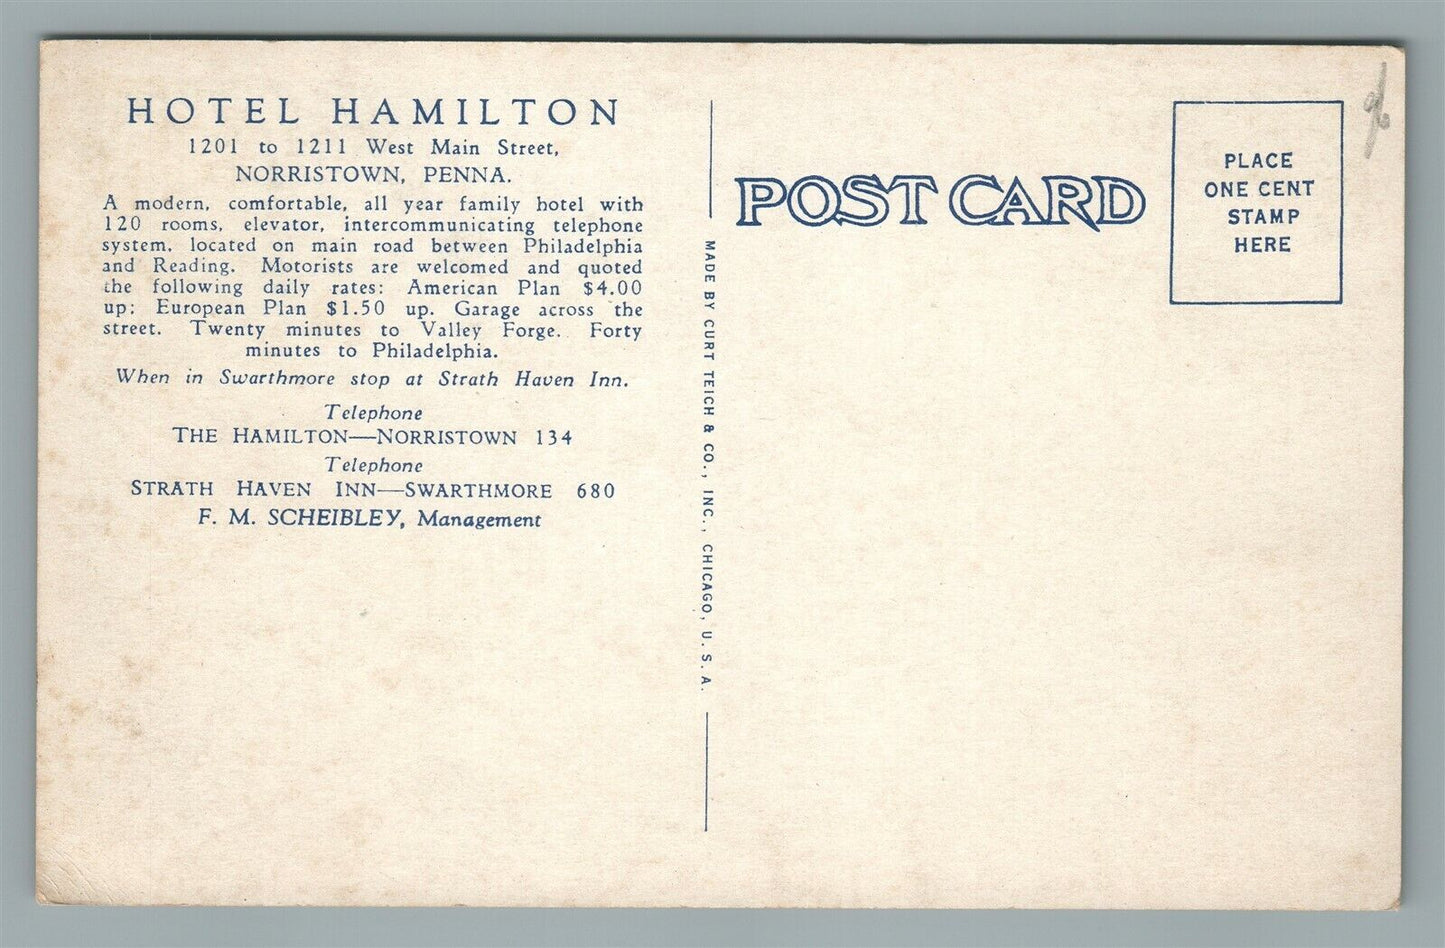 HOTEL HAMILTON
1201 to 1211 West Main Street,
NORRISTOWN, PENNA.
A modern, comfortable, all year family hotel with
120 rooms, elevator, intercommunicating telephone
system, located on main road between Philadelphia
and Reading. Motorists are welcomed and quoted
the following daily rates: American Plan $4.00
up; European Plan $1.50 up. Garage across the
street. Twenty minutes to Valley Forge. Forty
minutes to Philadelphia.
When in Swarthmore stop at Strath Haven Inn.
Telephone
THE HAMILTON—NORRISTOWN 134
Telephone
STRATH HAVEN INN—SWARTHMORE 680
F. M. SCHEIBLEY, Management
MADE BY CURT TEICH & CO., INC., CHICAGO, U. S. A.
POST CARD
PLACE
ONE CENT
STAMP
HERE